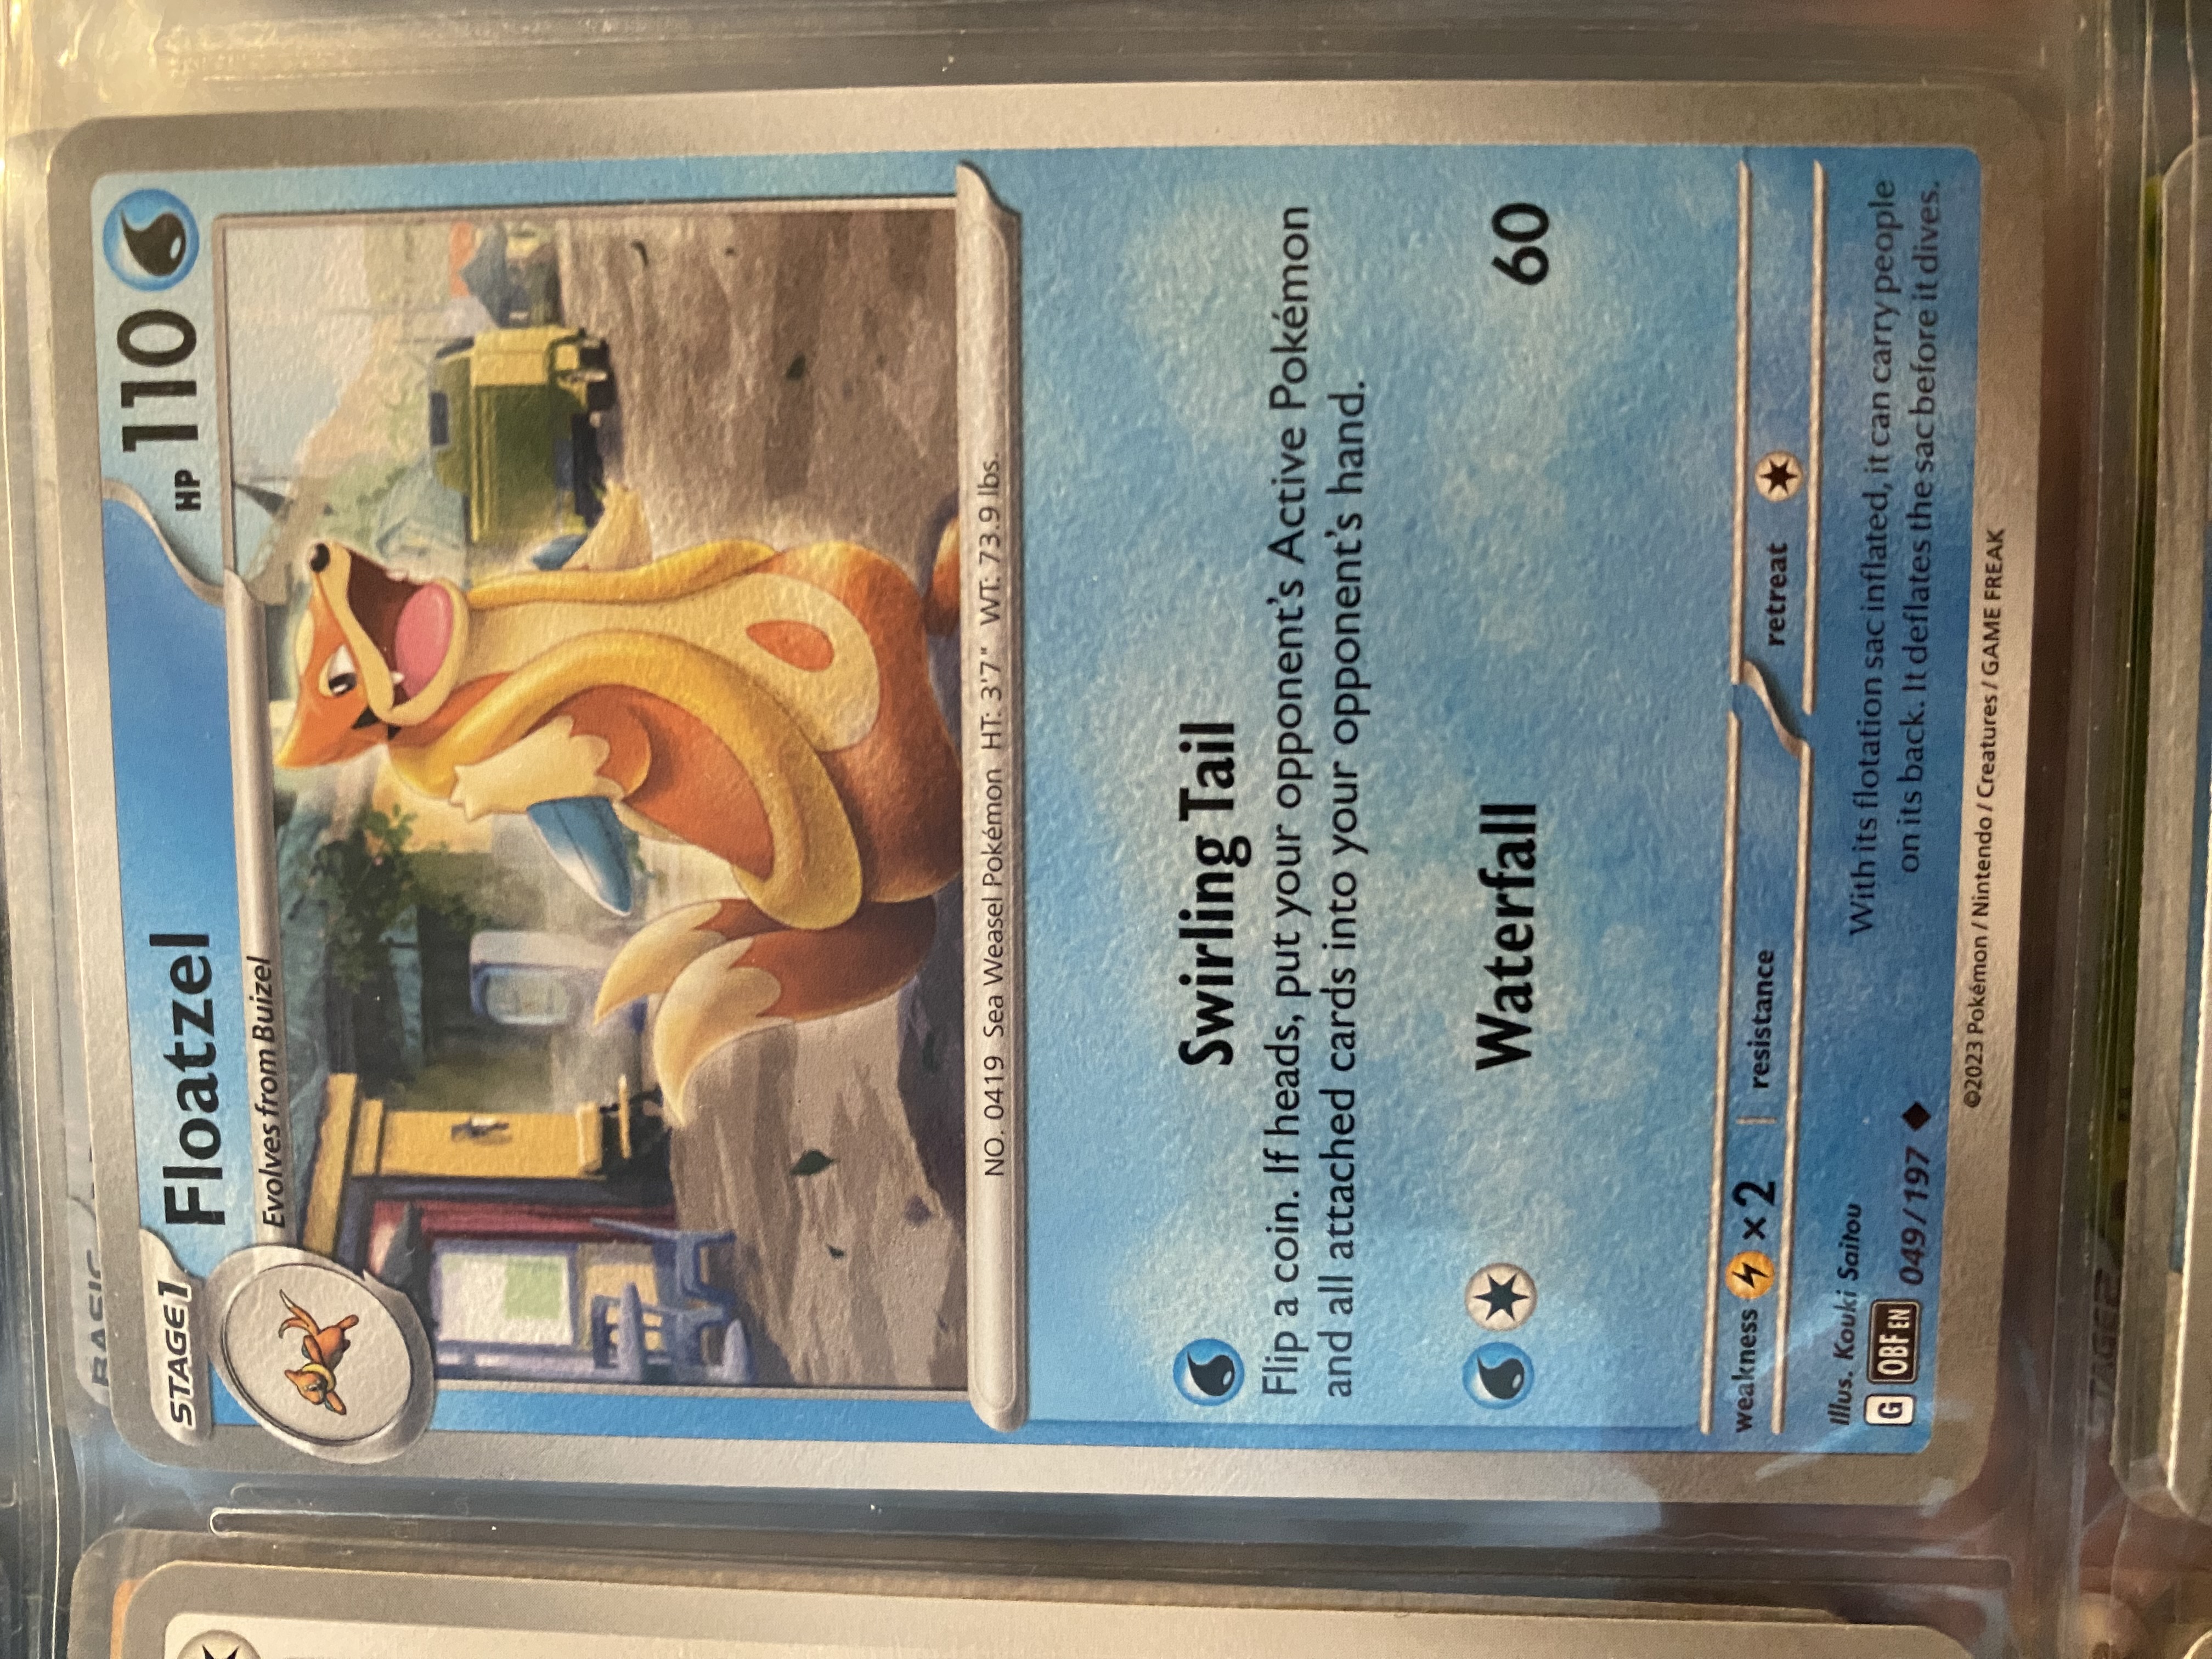 STAGE1
Floatzel
HP 110
Evolves from Buizel
NO. 0419 Sea Weasel Pokémon HT: 3'7" WT: 73.9 lbs.
Swirling Tail
Flip a coin. If heads, put your opponent's Active Pokémon
and all attached cards into your opponent's hand.
Waterfall 60
weakness ×2 resistance retreat
Illus. Kouki Saitou
With its flotation sac inflated, it can carry people
on its back. It deflates the sac before it dives.
G OBF EN 049/197
©2023 Pokémon / Nintendo / Creatures / GAME FREAK
BASIC
STAGE2